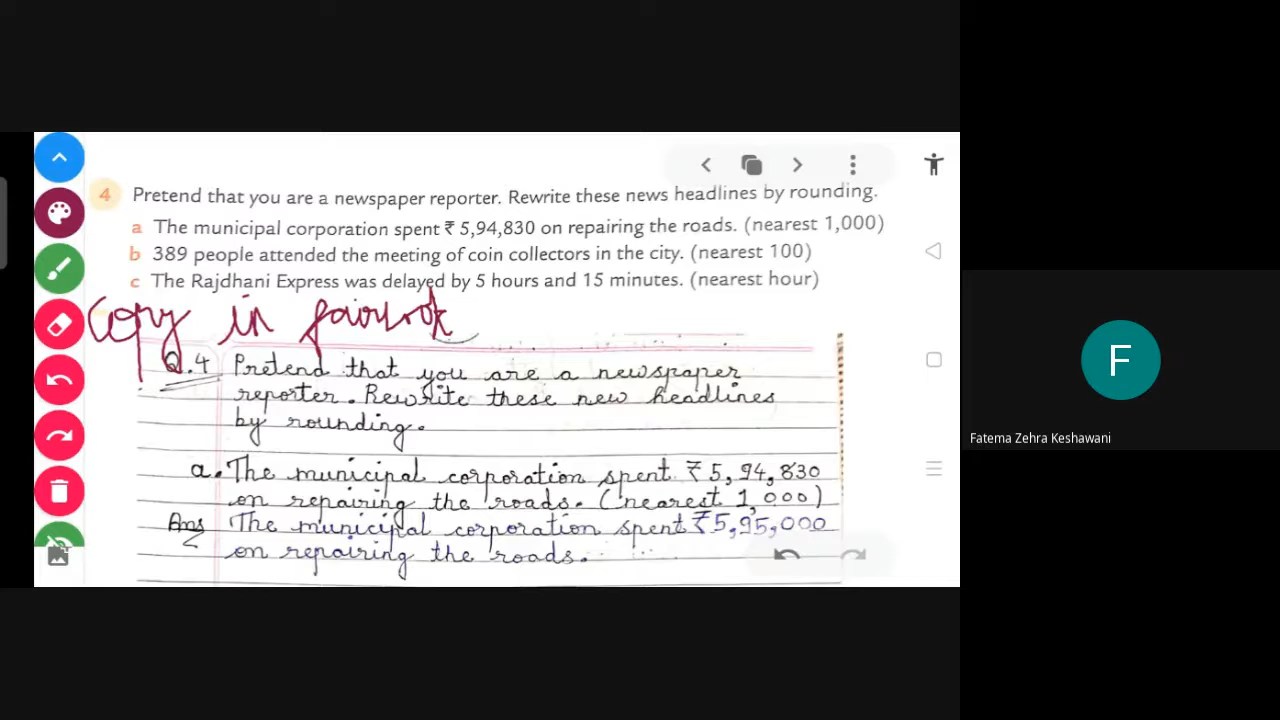 4 Pretend that you are a newspaper reporter. Rewrite these news headlines by rounding.
a The municipal corporation spent ₹ 5,94,830 on repairing the roads. (nearest 1,000)
b 389 people attended the meeting of coin collectors in the city. (nearest 100)
c The Rajdhani Express was delayed by 5 hours and 15 minutes. (nearest hour)
Copy in fairbook
Q.4 Pretend that you are a newspaper
reporter. Rewrite these new headlines
by rounding.
a. The municipal corporation spent ₹ 5,94,830
on repairing the roads. (nearest 1,000)
Ans The municipal corporation spent ₹5,95,000
on repairing the roads.
F
Fatema Zehra Keshawani